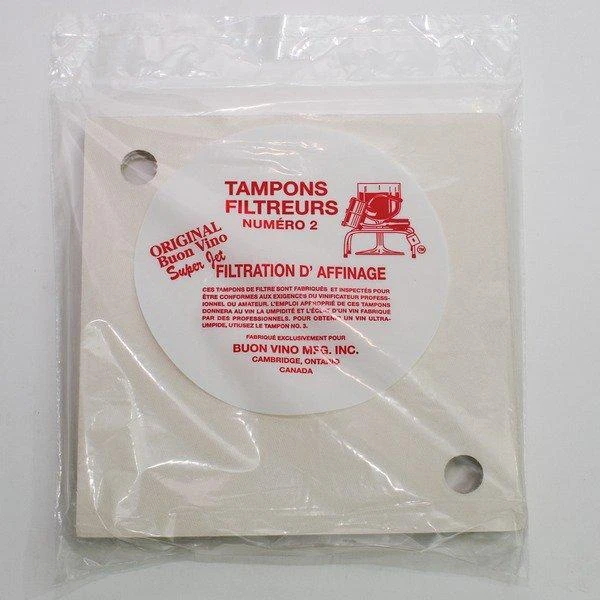 TAMPONS
FILTREURS
NUMÉRO 2
ORIGINAL
Buon Vino
Super Jet
TM
FILTRATION D' AFFINAGE
CES TAMPONS DE FILTRE SONT FABRIQUÉS ET INSPECTÉS POUR
ÊTRE CONFORMES AUX EXIGENCES DU VINIFICATEUR PROFESS-
IONNEL OU AMATEUR. L'EMPLOI APPROPRIÉ DE CES TAMPONS
DONNERA AU VIN LA LIMPIDITÉ ET L'ÉCLAT D'UN VIN FABRIQUÉ
PAR DES PROFESSIONNELS. POUR OBTENIR UN VIN ULTRA-
LIMPIDE, UTILISEZ LE TAMPON NO. 3.
FABRIQUÉ EXCLUSIVEMENT POUR
BUON VINO MFG. INC.
CAMBRIDGE, ONTARIO
CANADA